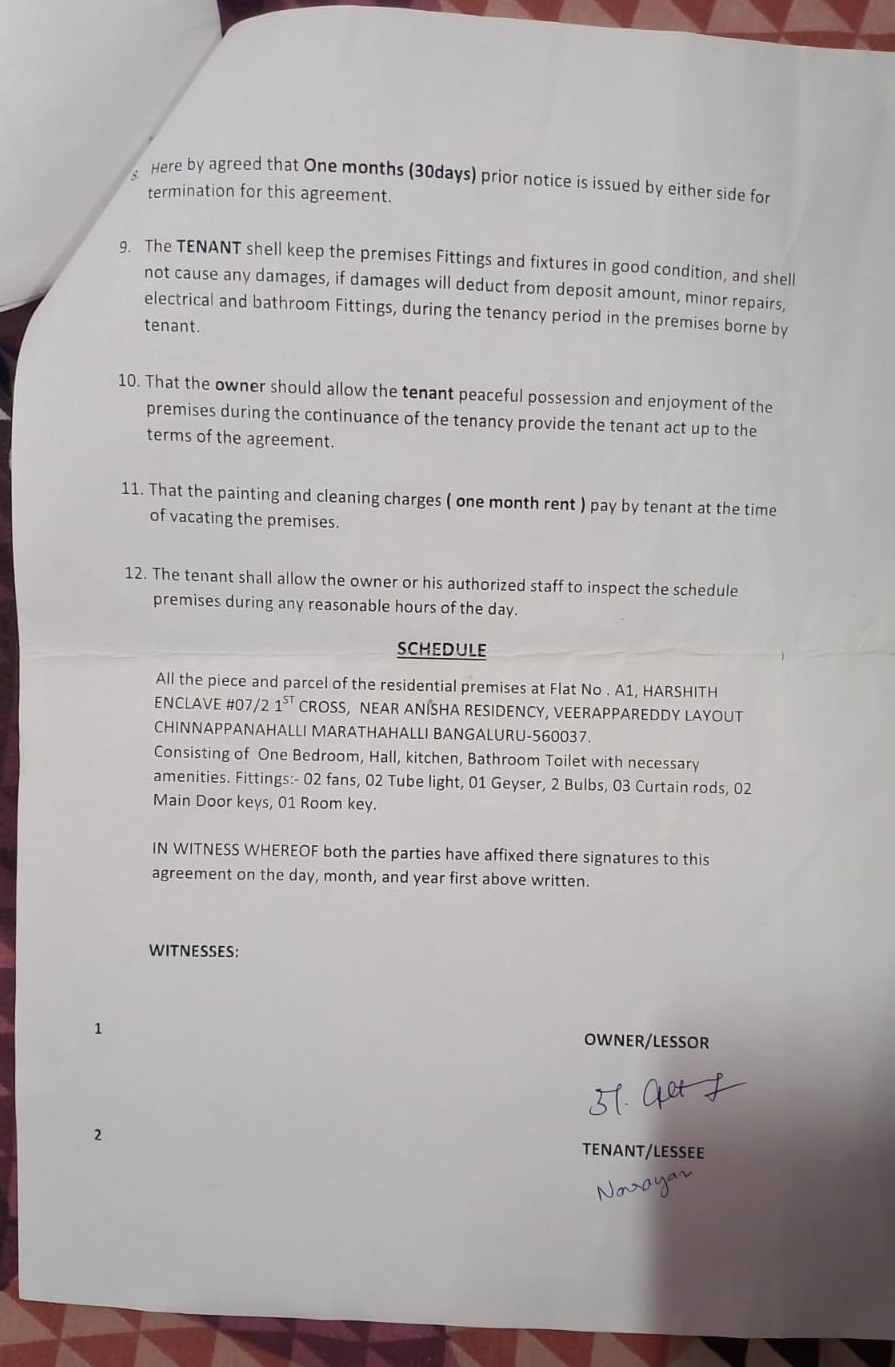 8. Here by agreed that One months (30days) prior notice is issued by either side for
termination for this agreement.
9. The TENANT shell keep the premises Fittings and fixtures in good condition, and shell
not cause any damages, if damages will deduct from deposit amount, minor repairs,
electrical and bathroom Fittings, during the tenancy period in the premises borne by
tenant.
10. That the owner should allow the tenant peaceful possession and enjoyment of the
premises during the continuance of the tenancy provide the tenant act up to the
terms of the agreement.
11. That the painting and cleaning charges ( one month rent ) pay by tenant at the time
of vacating the premises.
12. The tenant shall allow the owner or his authorized staff to inspect the schedule
premises during any reasonable hours of the day.
SCHEDULE
All the piece and parcel of the residential premises at Flat No . A1, HARSHITH
ENCLAVE #07/2 1ST CROSS, NEAR ANISHA RESIDENCY, VEERAPPAREDDY LAYOUT
CHINNAPPANAHALLI MARATHAHALLI BANGALURU-560037.
Consisting of One Bedroom, Hall, kitchen, Bathroom Toilet with necessary
amenities. Fittings:- 02 fans, 02 Tube light, 01 Geyser, 2 Bulbs, 03 Curtain rods, 02
Main Door keys, 01 Room key.
IN WITNESS WHEREOF both the parties have affixed there signatures to this
agreement on the day, month, and year first above written.
WITNESSES:
1
OWNER/LESSOR
2
TENANT/LESSEE
Narayan